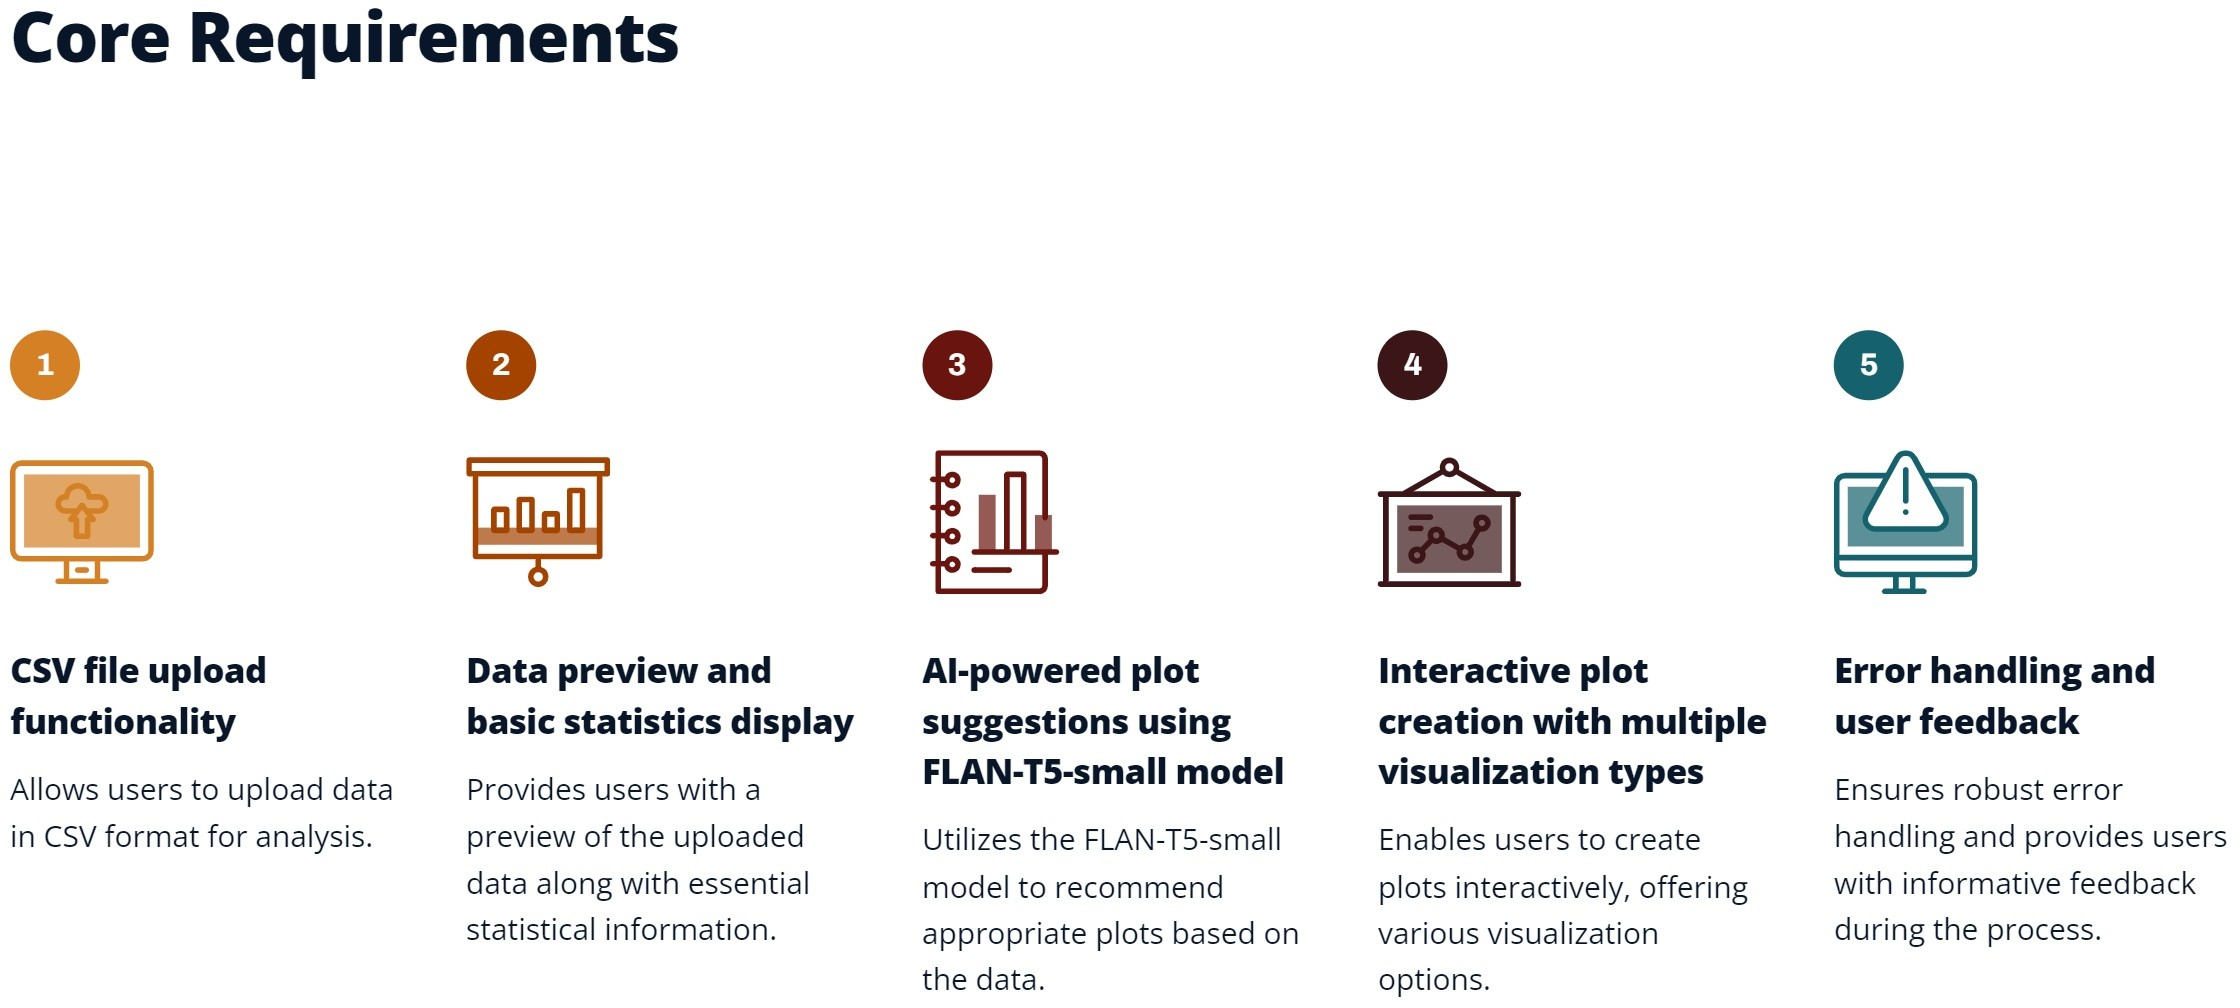 Core Requirements
1
CSV file upload
functionality
Allows users to upload data
in CSV format for analysis.
2
Data preview and
basic statistics display
Provides users with a
preview of the uploaded
data along with essential
statistical information.
3
AI-powered plot
suggestions using
FLAN-T5-small model
Utilizes the FLAN-T5-small
model to recommend
appropriate plots based on
the data.
4
Interactive plot
creation with multiple
visualization types
Enables users to create
plots interactively, offering
various visualization
options.
5
Error handling and
user feedback
Ensures robust error
handling and provides users
with informative feedback
during the process.